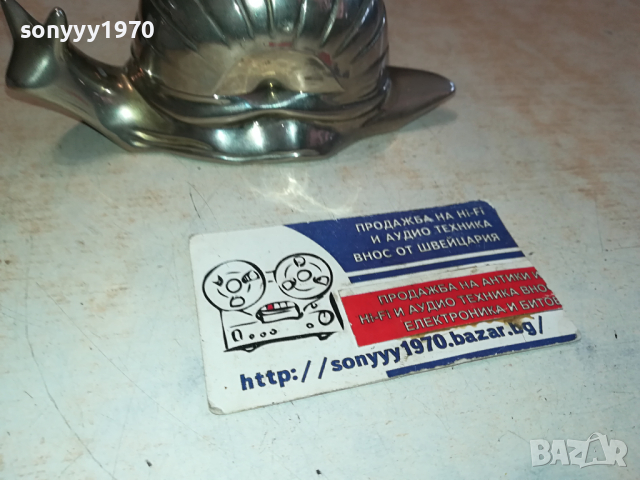 sonyyy1970
ПРОДАЖБА НА Hi-Fi
И АУДИО ТЕХНИКА
ВНОС ОТ ШВЕЙЦАРИЯ
ПРОДАЖБА НА АНТИКИ И
Hi-Fi И АУДИО ТЕХНИКА ВНО
ЕЛЕКТРОНИКА И БИТОВ
http://sonyyy1970.bazar.bg/
BAZAR